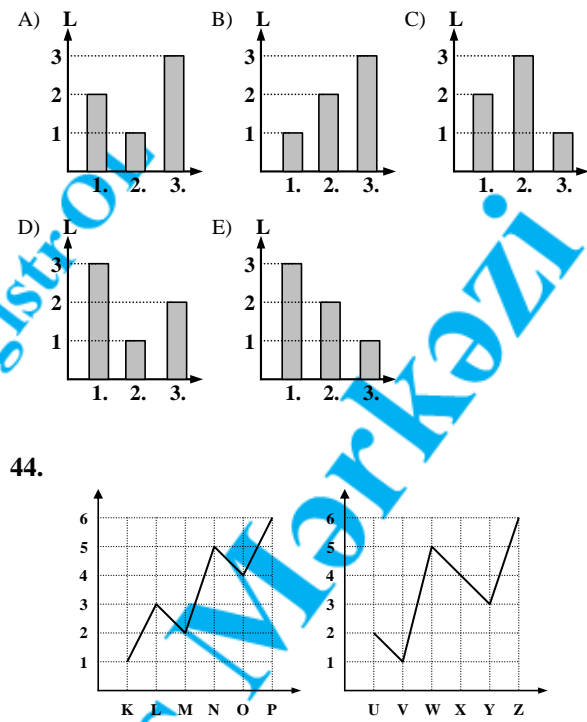 A) B) C)
L L L
3 3 3
2 2 2
1 1 1
1. 2. 3. 1. 2. 3. 1. 2. 3.
D) E)
L L
3 3
2 2
1 1
1. 2. 3. 1. 2. 3.
44.
6 6
5 5
4 4
3 3
2 2
1 1
K L M N O P U V W X Y Z
Mərkəzi